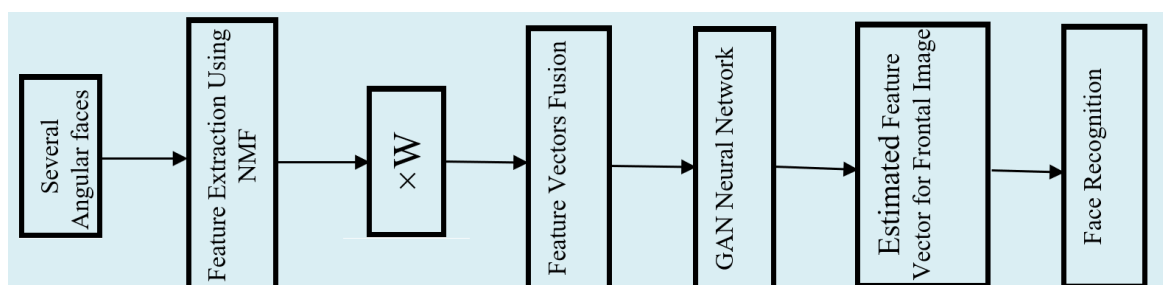 Several
Angular faces
Feature Extraction Using
NMF
×W
Feature Vectors Fusion
GAN Neural Network
Estimated Feature
Vector for Frontal Image
Face Recognition